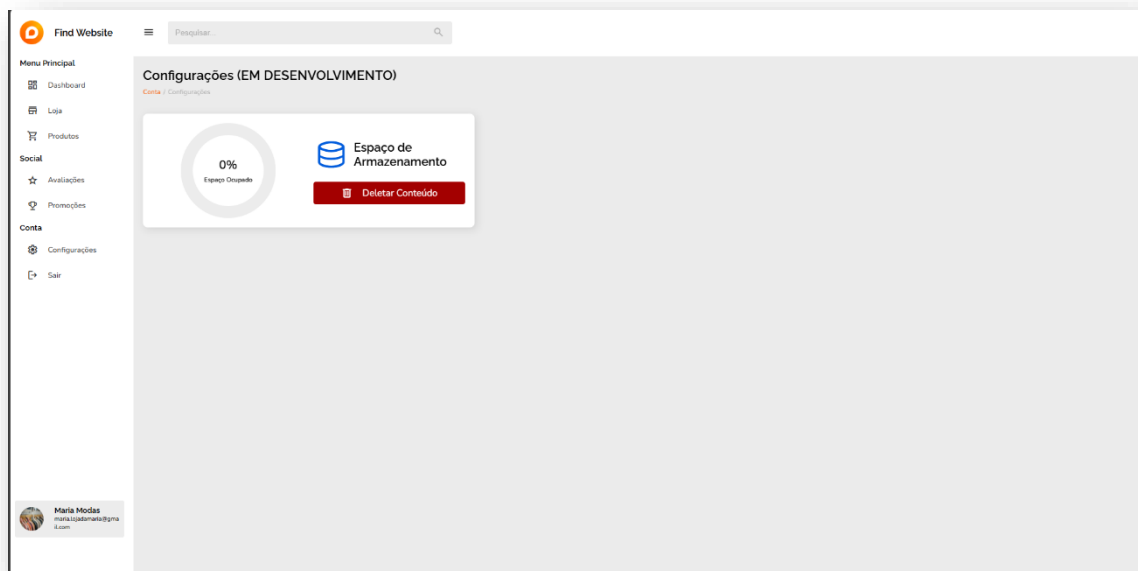 Find Website
Pesquisar...
Menu Principal
Dashboard
Loja
Produtos
Social
Avaliações
Promoções
Conta
Configurações
Sair
Maria Modas
maria.lojadamaria@gma
il.com
Configurações (EM DESENVOLVIMENTO)
Conta / Configurações
0%
Espaço Ocupado
Espaço de
Armazenamento
Deletar Conteúdo